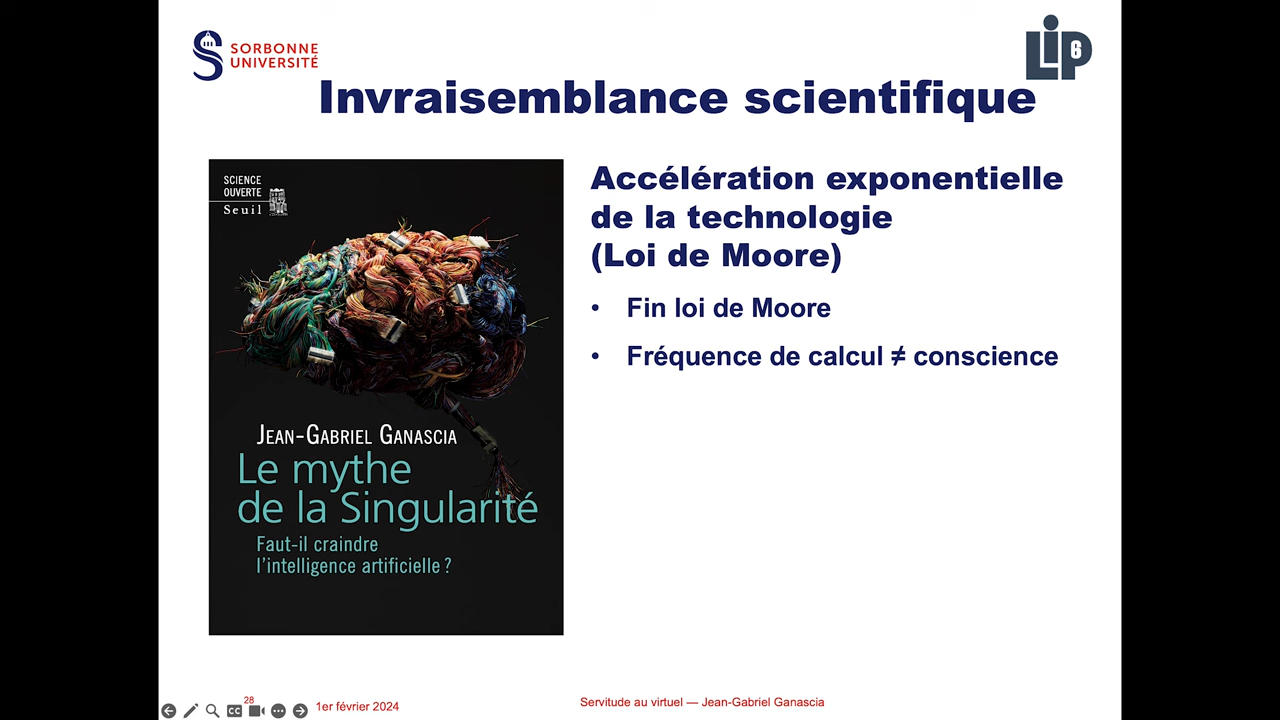 SORBONNE
UNIVERSITÉ
LIP6
Invraisemblance scientifique
SCIENCE
OUVERTE
Seuil
JEAN-GABRIEL GANASCIA
Le mythe
de la Singularité
Faut-il craindre
l'intelligence artificielle ?
Accélération exponentielle
de la technologie
(Loi de Moore)
• Fin loi de Moore
• Fréquence de calcul ≠ conscience
28
CC
1er février 2024
Servitude au virtuel — Jean-Gabriel Ganascia